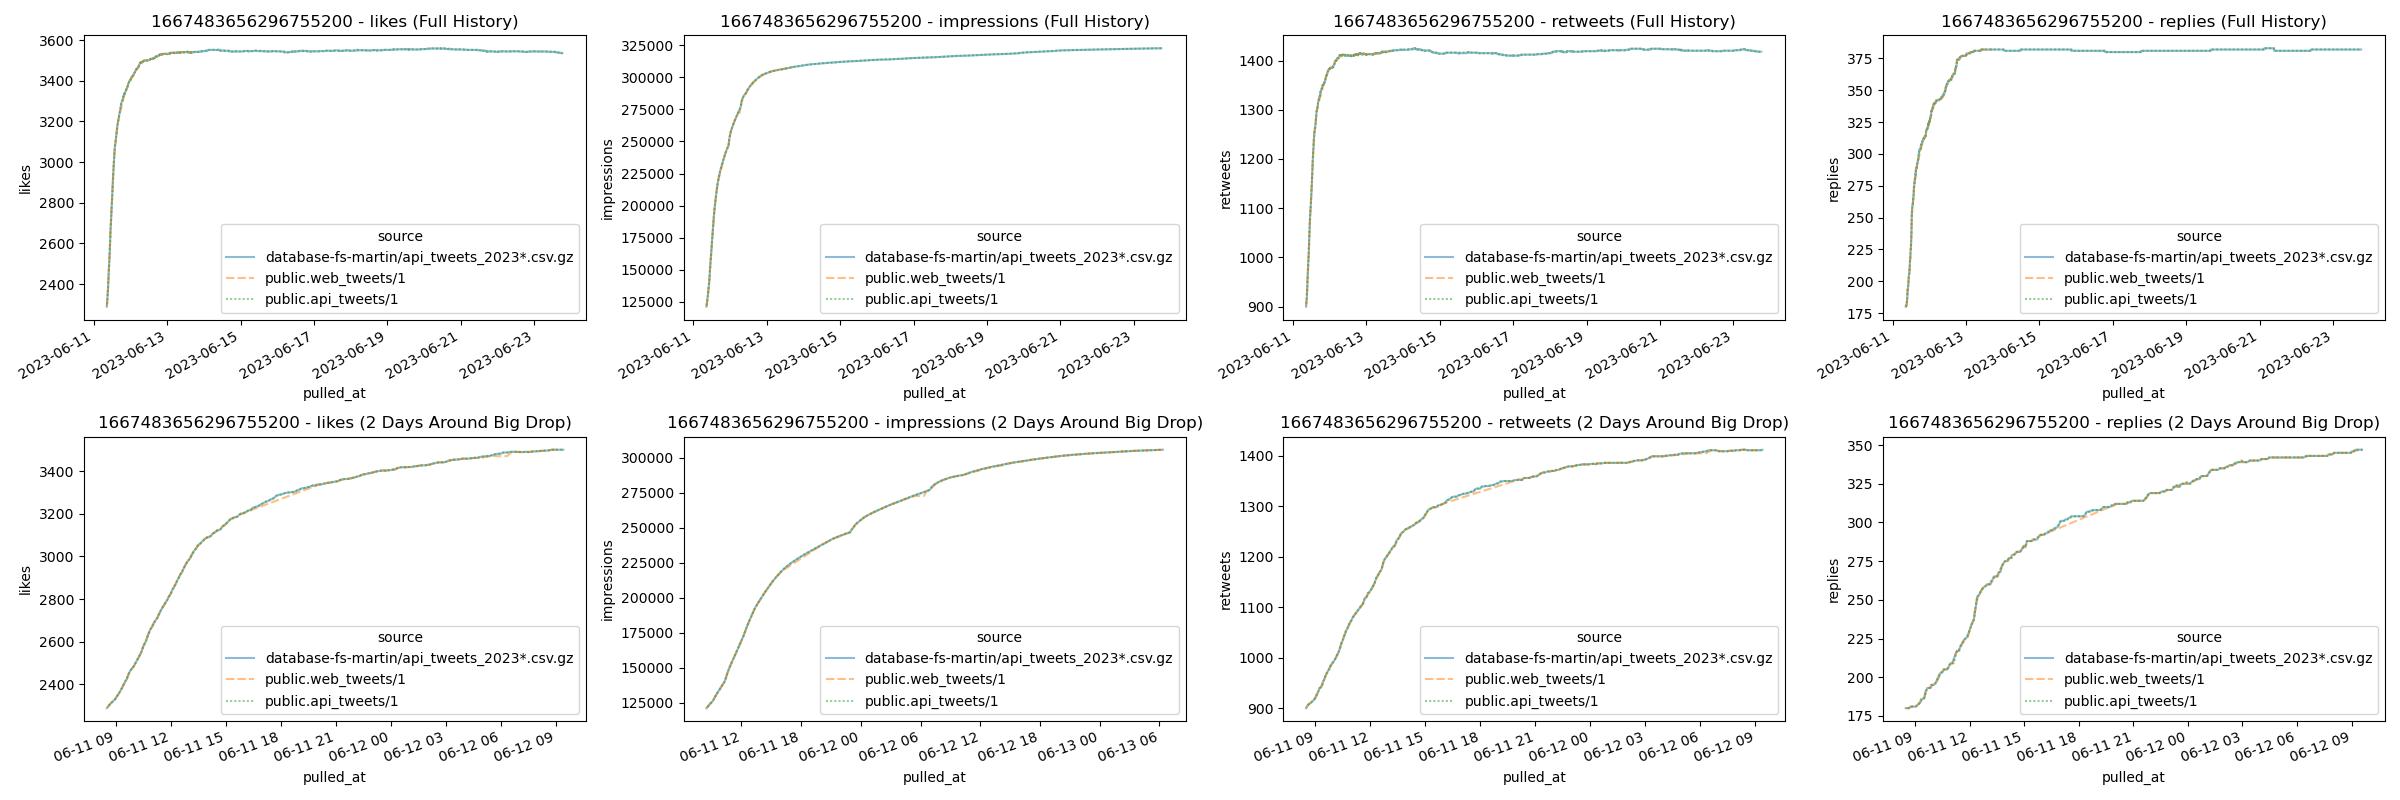 1667483656296755200 - likes (Full History)
3600
3400
3200
3000
2800
2600
2400
likes
source
database-fs-martin/api_tweets_2023*.csv.gz
public.web_tweets/1
public.api_tweets/1
2023-06-11
2023-06-13
2023-06-15
2023-06-17
2023-06-19
2023-06-21
2023-06-23
pulled_at
1667483656296755200 - impressions (Full History)
325000
300000
275000
250000
225000
200000
175000
150000
125000
impressions
source
database-fs-martin/api_tweets_2023*.csv.gz
public.web_tweets/1
public.api_tweets/1
2023-06-11
2023-06-13
2023-06-15
2023-06-17
2023-06-19
2023-06-21
2023-06-23
pulled_at
1667483656296755200 - retweets (Full History)
1400
1300
1200
1100
1000
900
retweets
source
database-fs-martin/api_tweets_2023*.csv.gz
public.web_tweets/1
public.api_tweets/1
2023-06-11
2023-06-13
2023-06-15
2023-06-17
2023-06-19
2023-06-21
2023-06-23
pulled_at
1667483656296755200 - replies (Full History)
375
350
325
300
275
250
225
200
175
replies
source
database-fs-martin/api_tweets_2023*.csv.gz
public.web_tweets/1
public.api_tweets/1
2023-06-11
2023-06-13
2023-06-15
2023-06-17
2023-06-19
2023-06-21
2023-06-23
pulled_at
1667483656296755200 - likes (2 Days Around Big Drop)
3400
3200
3000
2800
2600
2400
likes
source
database-fs-martin/api_tweets_2023*.csv.gz
public.web_tweets/1
public.api_tweets/1
06-11 09
06-11 12
06-11 15
06-11 18
06-11 21
06-12 00
06-12 03
06-12 06
06-12 09
pulled_at
1667483656296755200 - impressions (2 Days Around Big Drop)
300000
275000
250000
225000
200000
175000
150000
125000
impressions
source
database-fs-martin/api_tweets_2023*.csv.gz
public.web_tweets/1
public.api_tweets/1
06-11 12
06-11 18
06-12 00
06-12 06
06-12 12
06-12 18
06-13 00
06-13 06
pulled_at
1667483656296755200 - retweets (2 Days Around Big Drop)
1400
1300
1200
1100
1000
900
retweets
source
database-fs-martin/api_tweets_2023*.csv.gz
public.web_tweets/1
public.api_tweets/1
06-11 09
06-11 12
06-11 15
06-11 18
06-11 21
06-12 00
06-12 03
06-12 06
06-12 09
pulled_at
1667483656296755200 - replies (2 Days Around Big Drop)
350
325
300
275
250
225
200
175
replies
source
database-fs-martin/api_tweets_2023*.csv.gz
public.web_tweets/1
public.api_tweets/1
06-11 09
06-11 12
06-11 15
06-11 18
06-11 21
06-12 00
06-12 03
06-12 06
06-12 09
pulled_at